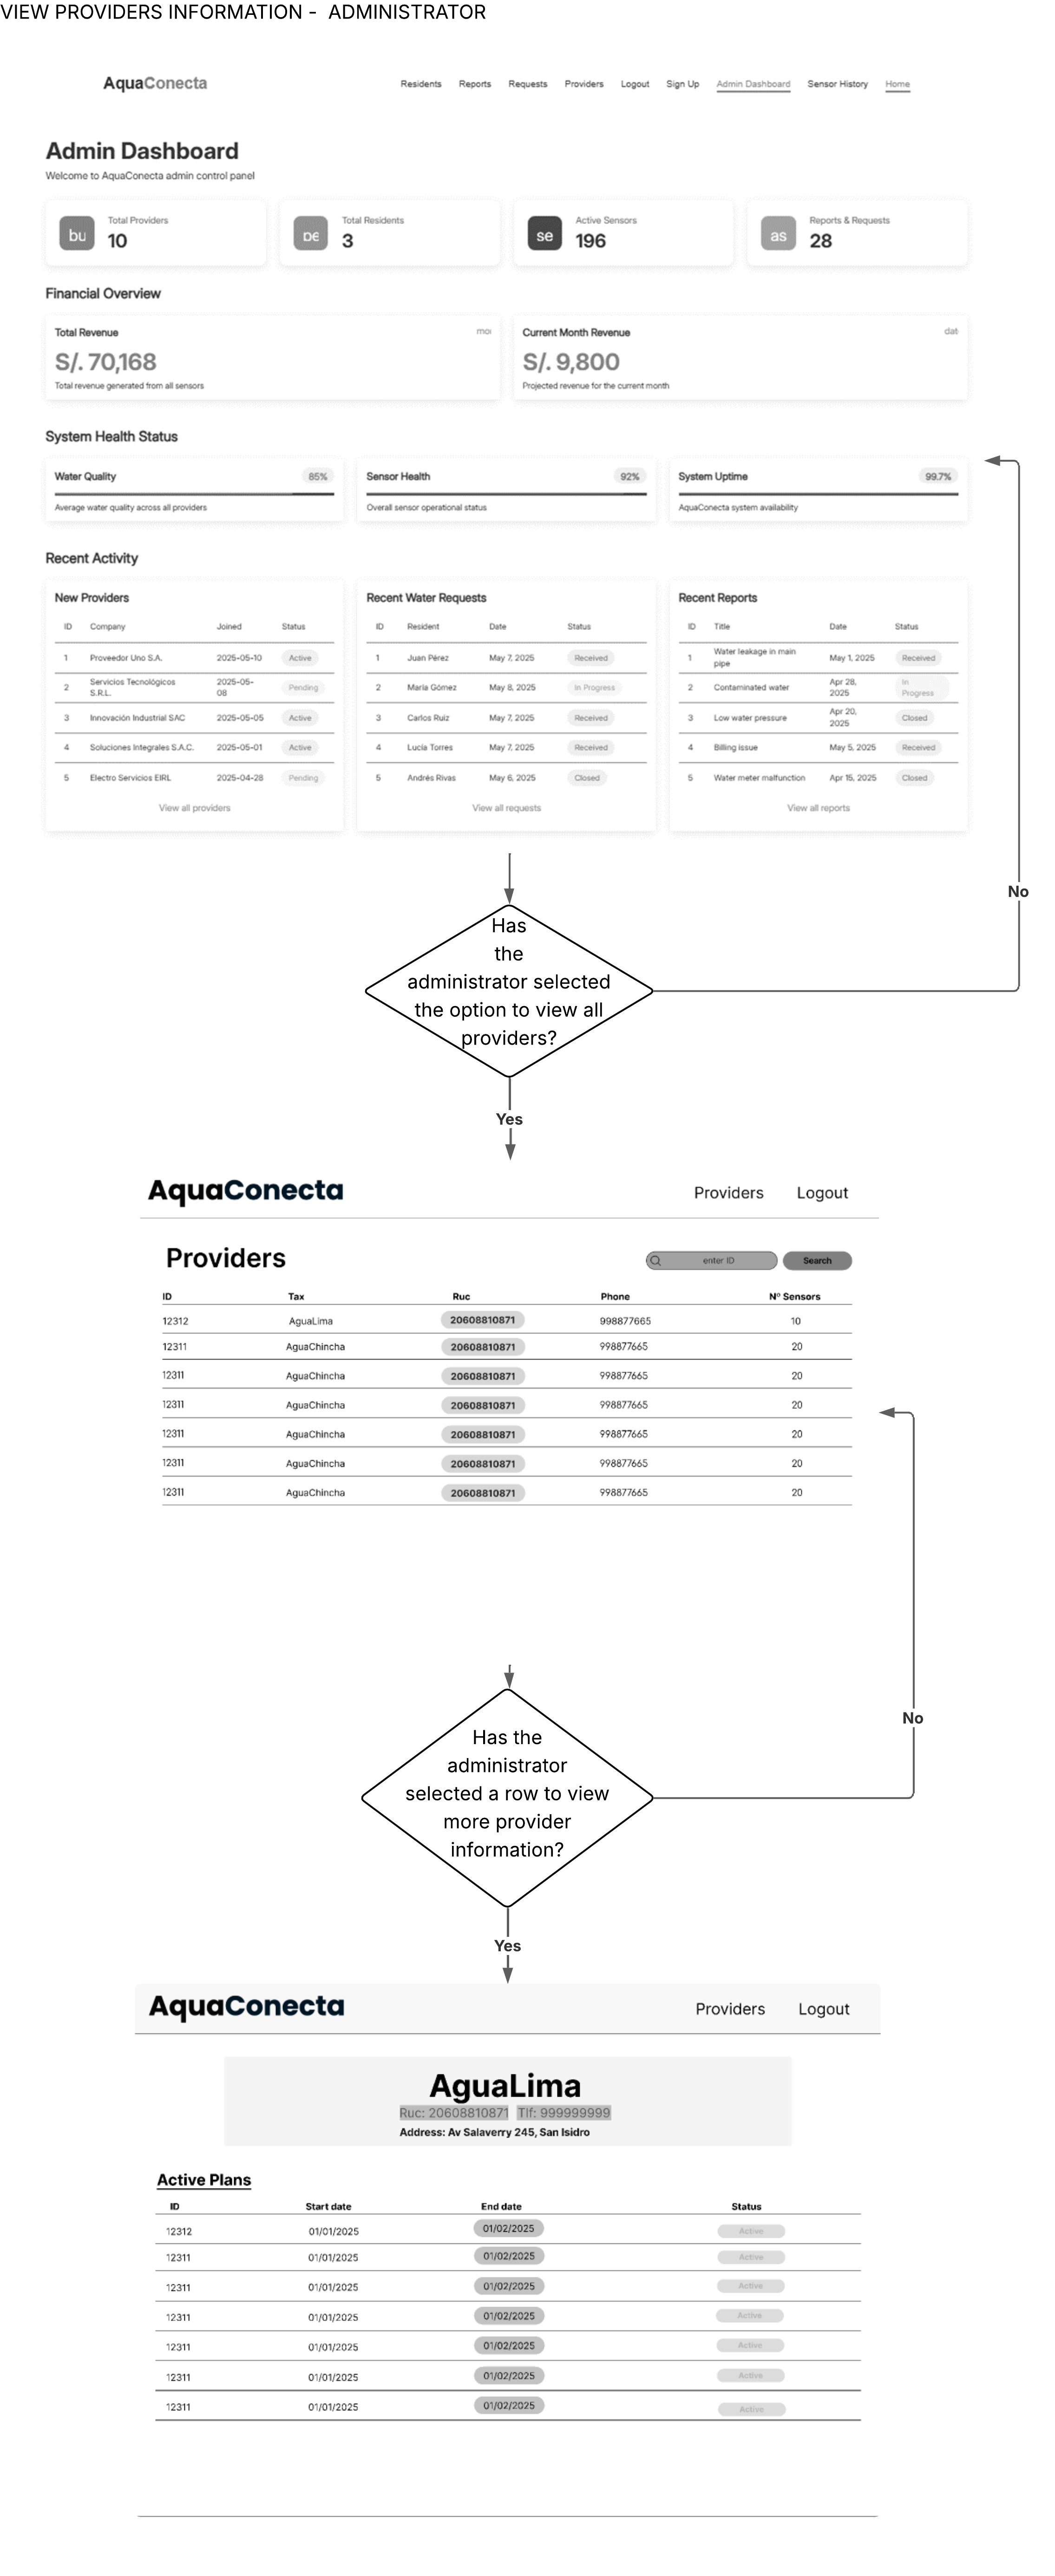 VIEW PROVIDERS INFORMATION - ADMINISTRATOR
AquaConecta
Residents Reports Requests Providers Logout Sign Up Admin Dashboard Sensor History Home
Admin Dashboard
Welcome to AquaConecta admin control panel
bu Total Providers 10
pe Total Residents 3
se Active Sensors 196
as Reports & Requests 28
Financial Overview
Total Revenue mor
S/. 70,168
Total revenue generated from all sensors
Current Month Revenue dat
S/. 9,800
Projected revenue for the current month
System Health Status
Water Quality 85%
Average water quality across all providers
Sensor Health 92%
Overall sensor operational status
System Uptime 99.7%
AquaConecta system availability
Recent Activity
New Providers
ID Company Joined Status
1 Proveedor Uno S.A. 2025-05-10 Active
2 Servicios Tecnológicos S.R.L. 2025-05-08 Pending
3 Innovación Industrial SAC 2025-05-05 Active
4 Soluciones Integrales S.A.C. 2025-05-01 Active
5 Electro Servicios EIRL 2025-04-28 Pending
View all providers
Recent Water Requests
ID Resident Date Status
1 Juan Pérez May 7, 2025 Received
2 María Gómez May 8, 2025 In Progress
3 Carlos Ruiz May 7, 2025 Received
4 Lucía Torres May 7, 2025 Received
5 Andrés Rivas May 6, 2025 Closed
View all requests
Recent Reports
ID Title Date Status
1 Water leakage in main pipe May 1, 2025 Received
2 Contaminated water Apr 28, 2025 In Progress
3 Low water pressure Apr 20, 2025 Closed
4 Billing issue May 5, 2025 Received
5 Water meter malfunction Apr 15, 2025 Closed
View all reports
No
Has
the
administrator selected
the option to view all
providers?
Yes
AquaConecta Providers Logout
Providers enter ID Search
ID Tax Ruc Phone Nº Sensors
12312 AguaLima 20608810871 998877665 10
12311 AguaChincha 20608810871 998877665 20
12311 AguaChincha 20608810871 998877665 20
12311 AguaChincha 20608810871 998877665 20
12311 AguaChincha 20608810871 998877665 20
12311 AguaChincha 20608810871 998877665 20
12311 AguaChincha 20608810871 998877665 20
No
Has the
administrator
selected a row to view
more provider
information?
Yes
AquaConecta Providers Logout
AguaLima
Ruc: 20608810871 Tlf: 999999999
Address: Av Salaverry 245, San Isidro
Active Plans
ID Start date End date Status
12312 01/01/2025 01/02/2025 Active
12311 01/01/2025 01/02/2025 Active
12311 01/01/2025 01/02/2025 Active
12311 01/01/2025 01/02/2025 Active
12311 01/01/2025 01/02/2025 Active
12311 01/01/2025 01/02/2025 Active
12311 01/01/2025 01/02/2025 Active